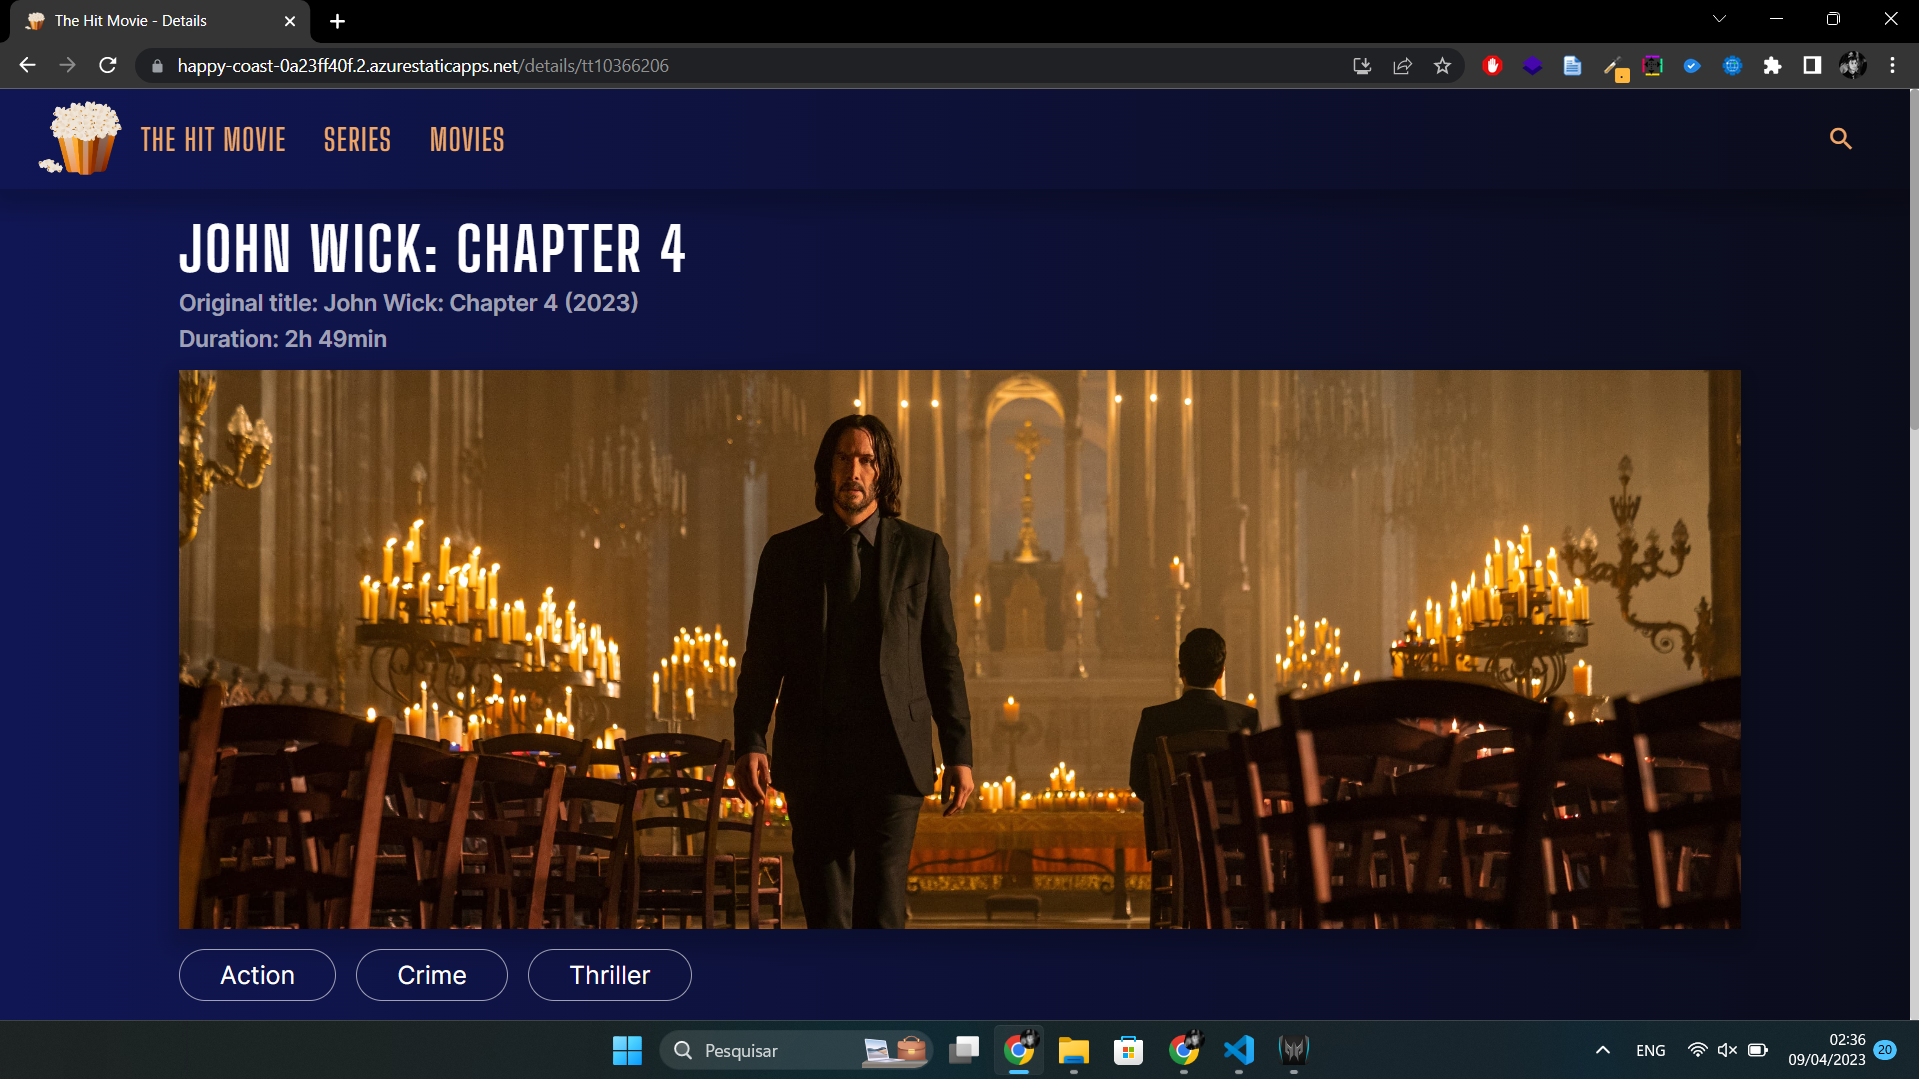 The Hit Movie - Details
happy-coast-0a23ff40f.2.azurestaticapps.net/details/tt10366206
THE HIT MOVIE SERIES MOVIES
JOHN WICK: CHAPTER 4
Original title: John Wick: Chapter 4 (2023)
Duration: 2h 49min
Action Crime Thriller
Pesquisar
ENG
02:36
09/04/2023
20